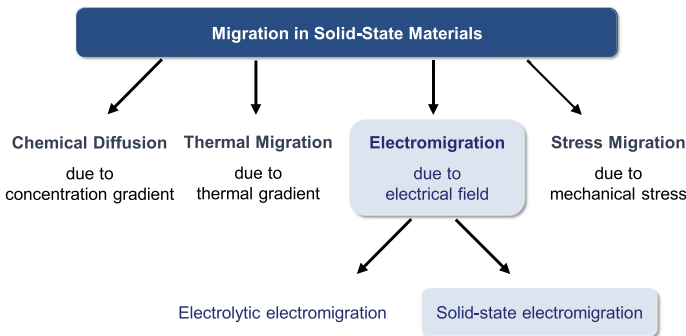 Migration in Solid-State Materials
Chemical Diffusion
due to
concentration gradient
Thermal Migration
due to
thermal gradient
Electromigration
due to
electrical field
Stress Migration
due to
mechanical stress
Electrolytic electromigration
Solid-state electromigration